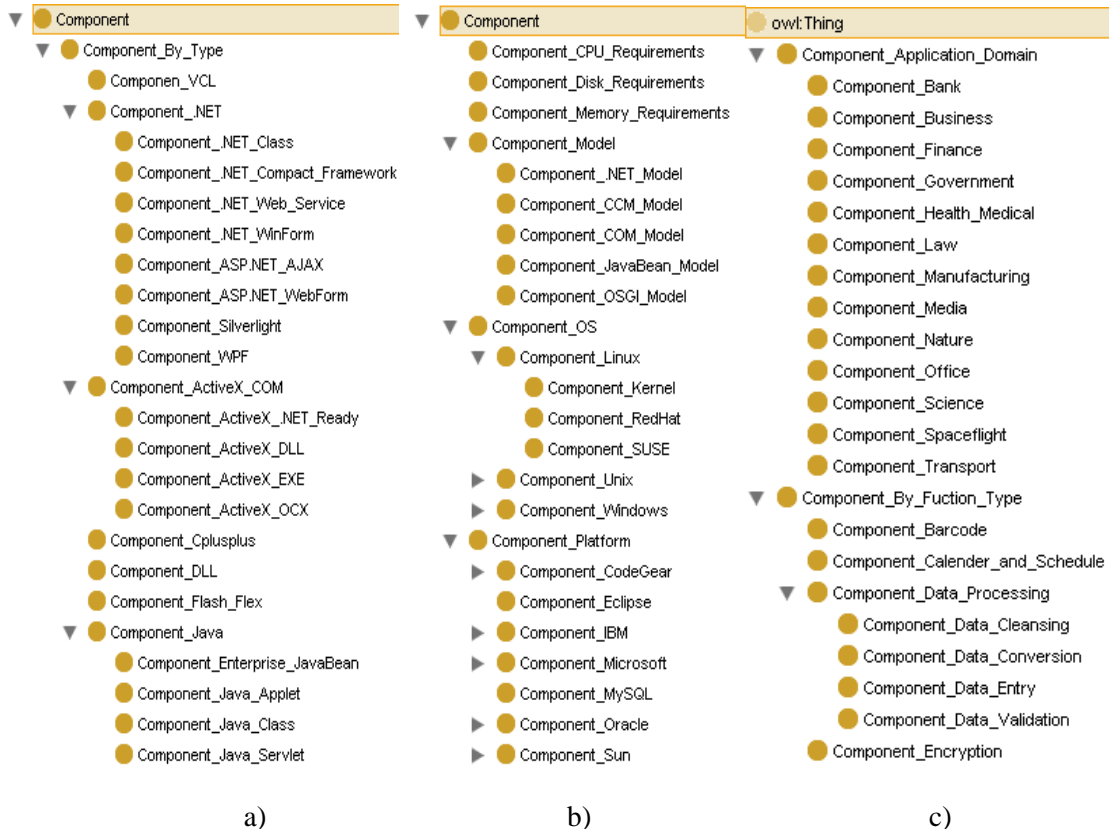 Component
Component_By_Type
Componen_VCL
Component_.NET
Component_.NET_Class
Component_.NET_Compact_Framework
Component_.NET_Web_Service
Component_.NET_WinForm
Component_ASP.NET_AJAX
Component_ASP.NET_WebForm
Component_Silverlight
Component_WPF
Component_ActiveX_COM
Component_ActiveX_.NET_Ready
Component_ActiveX_DLL
Component_ActiveX_EXE
Component_ActiveX_OCX
Component_Cplusplus
Component_DLL
Component_Flash_Flex
Component_Java
Component_Enterprise_JavaBean
Component_Java_Applet
Component_Java_Class
Component_Java_Servlet
a)
Component
Component_CPU_Requirements
Component_Disk_Requirements
Component_Memory_Requirements
Component_Model
Component_.NET_Model
Component_CCM_Model
Component_COM_Model
Component_JavaBean_Model
Component_OSGI_Model
Component_OS
Component_Linux
Component_Kernel
Component_RedHat
Component_SUSE
Component_Unix
Component_Windows
Component_Platform
Component_CodeGear
Component_Eclipse
Component_IBM
Component_Microsoft
Component_MySQL
Component_Oracle
Component_Sun
b)
owl:Thing
Component_Application_Domain
Component_Bank
Component_Business
Component_Finance
Component_Government
Component_Health_Medical
Component_Law
Component_Manufacturing
Component_Media
Component_Nature
Component_Office
Component_Science
Component_Spaceflight
Component_Transport
Component_By_Fuction_Type
Component_Barcode
Component_Calender_and_Schedule
Component_Data_Processing
Component_Data_Cleansing
Component_Data_Conversion
Component_Data_Entry
Component_Data_Validation
Component_Encryption
c)